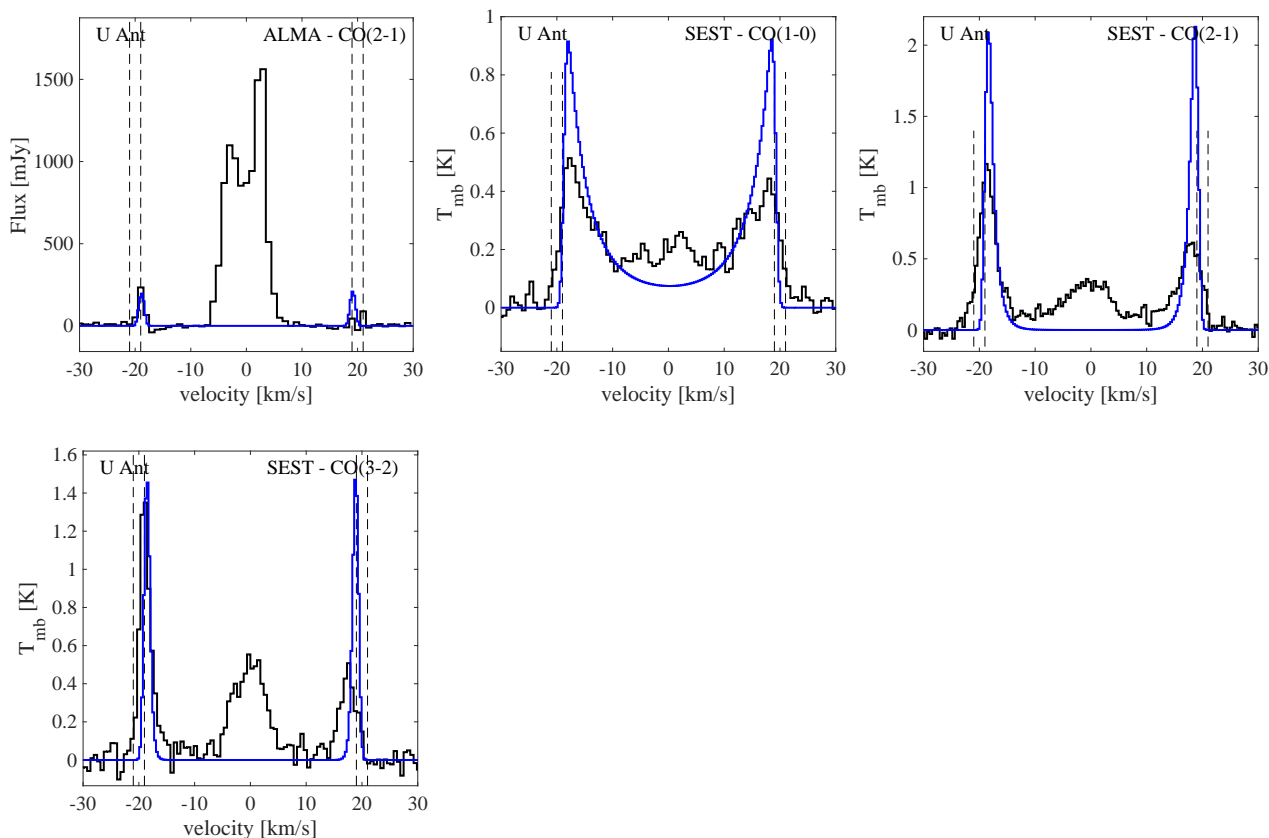 U Ant
ALMA - CO(2-1)
1500
1000
500
0
Flux [mJy]
-30 -20 -10 0 10 20 30
velocity [km/s]
U Ant
SEST - CO(1-0)
1
0.8
0.6
0.4
0.2
0
T_mb [K]
-30 -20 -10 0 10 20 30
velocity [km/s]
U Ant
SEST - CO(2-1)
2
1.5
1
0.5
0
T_mb [K]
-30 -20 -10 0 10 20 30
velocity [km/s]
U Ant
SEST - CO(3-2)
1.6
1.4
1.2
1
0.8
0.6
0.4
0.2
0
T_mb [K]
-30 -20 -10 0 10 20 30
velocity [km/s]